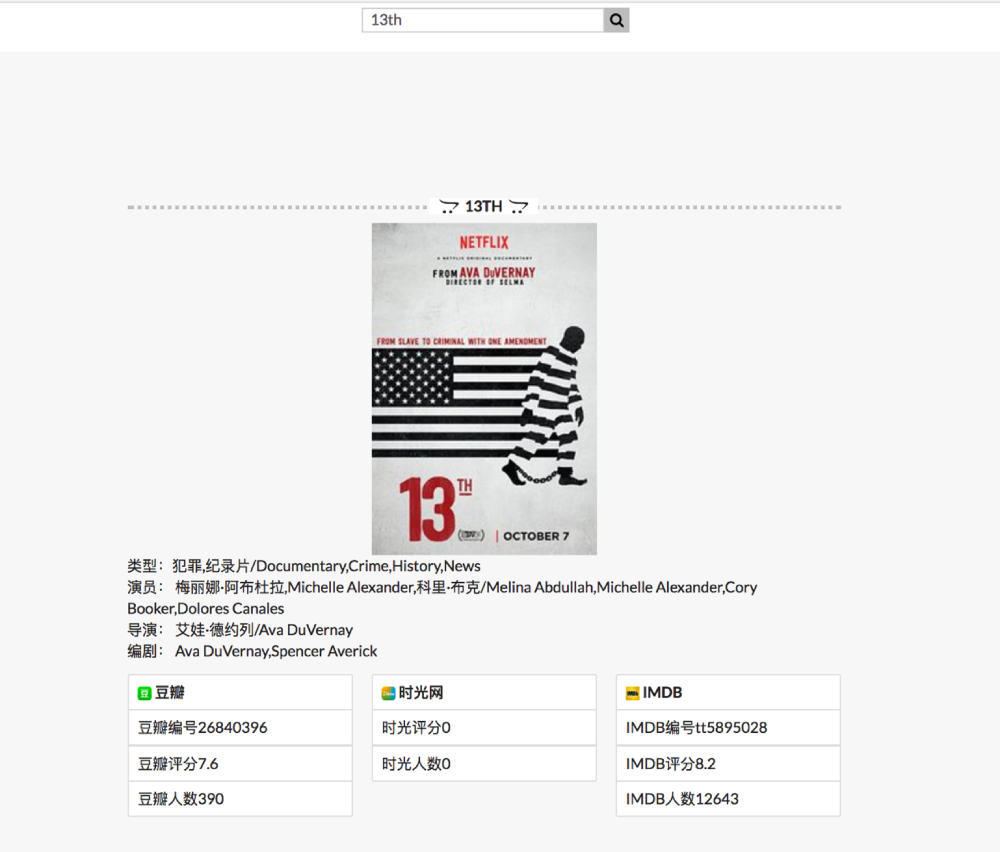 13th
13TH
NETFLIX
A NETFLIX ORIGINAL DOCUMENTARY
FROM AVA DuVERNAY
DIRECTOR OF SELMA
FROM SLAVE TO CRIMINAL WITH ONE AMENDMENT
13TH
OCTOBER 7
类型：犯罪,纪录片/Documentary,Crime,History,News
演员： 梅丽娜·阿布杜拉,Michelle Alexander,科里·布克/Melina Abdullah,Michelle Alexander,Cory
Booker,Dolores Canales
导演： 艾娃·德约列/Ava DuVernay
编剧： Ava DuVernay,Spencer Averick
豆 豆瓣
豆瓣编号26840396
豆瓣评分7.6
豆瓣人数390
时光网
时光评分0
时光人数0
IMDb IMDB
IMDB编号tt5895028
IMDB评分8.2
IMDB人数12643